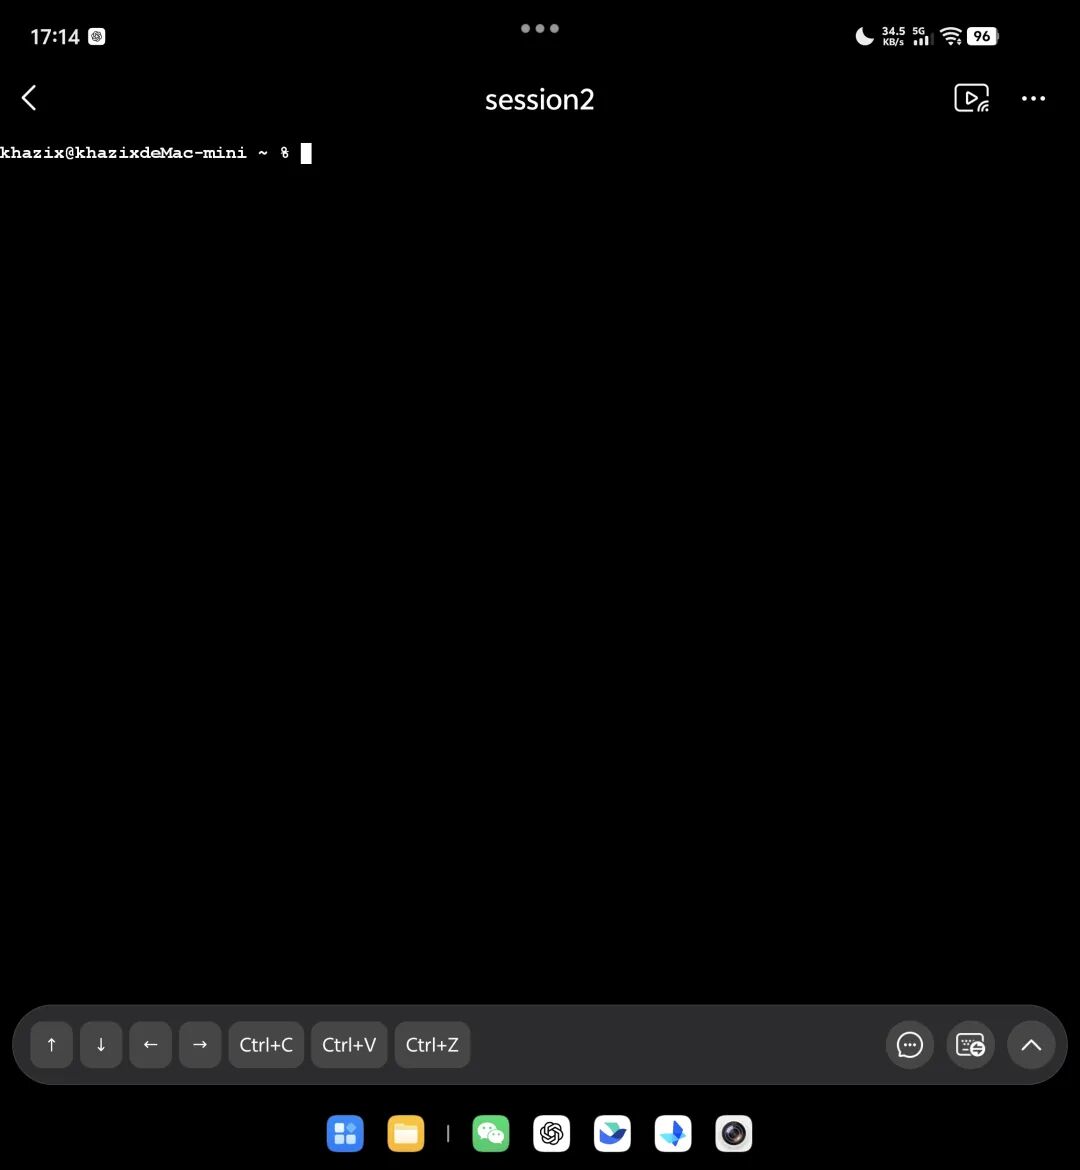 17:14
34.5 KB/s 5G 96
session2
khazix@khazixdeMac-mini ~ %
↑ ↓ ← → Ctrl+C Ctrl+V Ctrl+Z